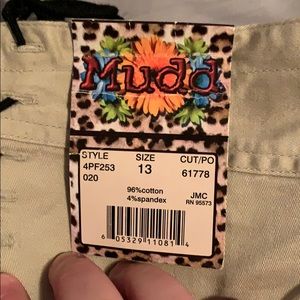 Mudd
STYLE SIZE CUT/PO
4PF253 13 61778
020
96%cotton JMC
4%spandex RN 95573
6 05329 11081 4